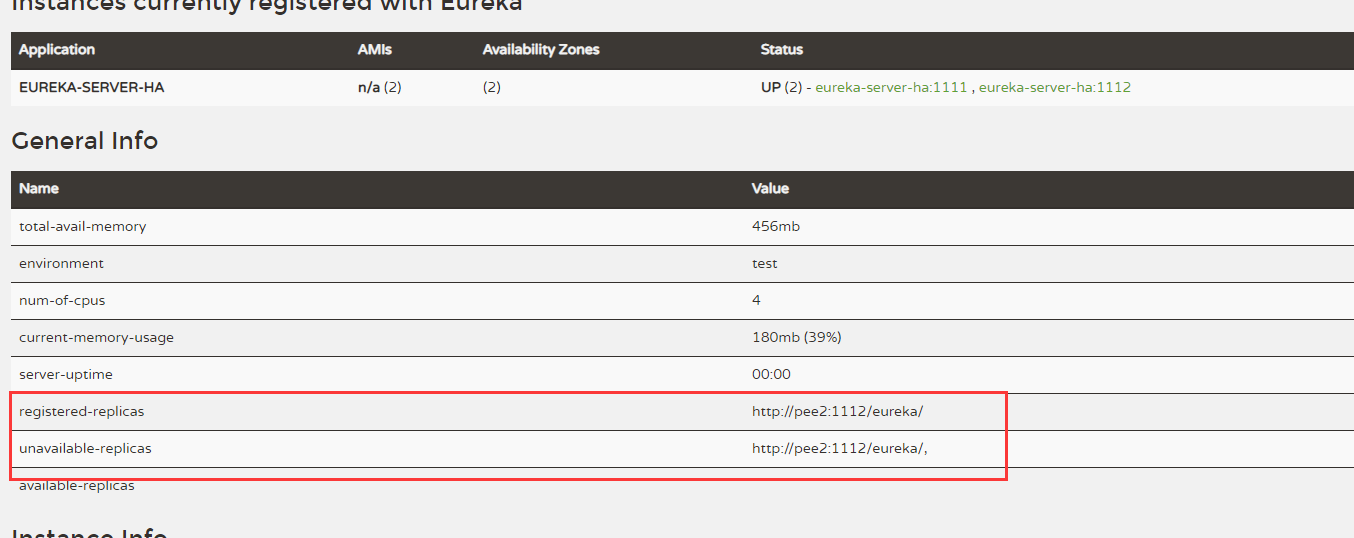 Instances currently registered with Eureka
Application AMIs Availability Zones Status
EUREKA-SERVER-HA n/a (2) (2) UP (2) - eureka-server-ha:1111 , eureka-server-ha:1112
General Info
Name Value
total-avail-memory 456mb
environment test
num-of-cpus 4
current-memory-usage 180mb (39%)
server-uptime 00:00
registered-replicas http://pee2:1112/eureka/
unavailable-replicas http://pee2:1112/eureka/,
available-replicas
Instance Info